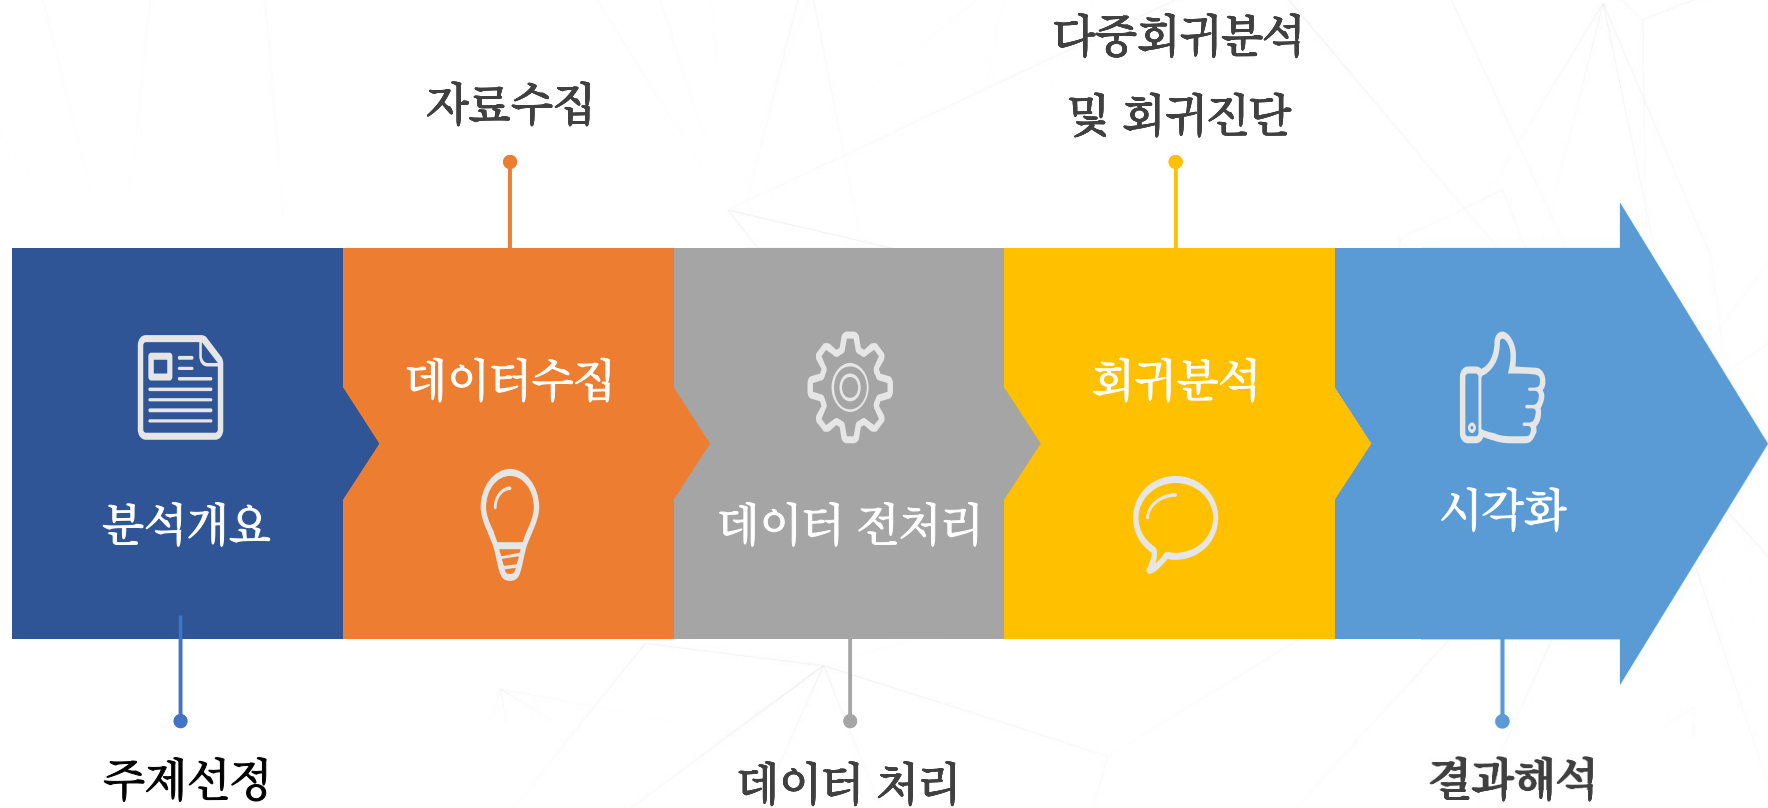 다중회귀분석
및 회귀진단
자료수집
데이터수집
회귀분석
분석개요
데이터 전처리
시각화
주제선정
데이터 처리
결과해석